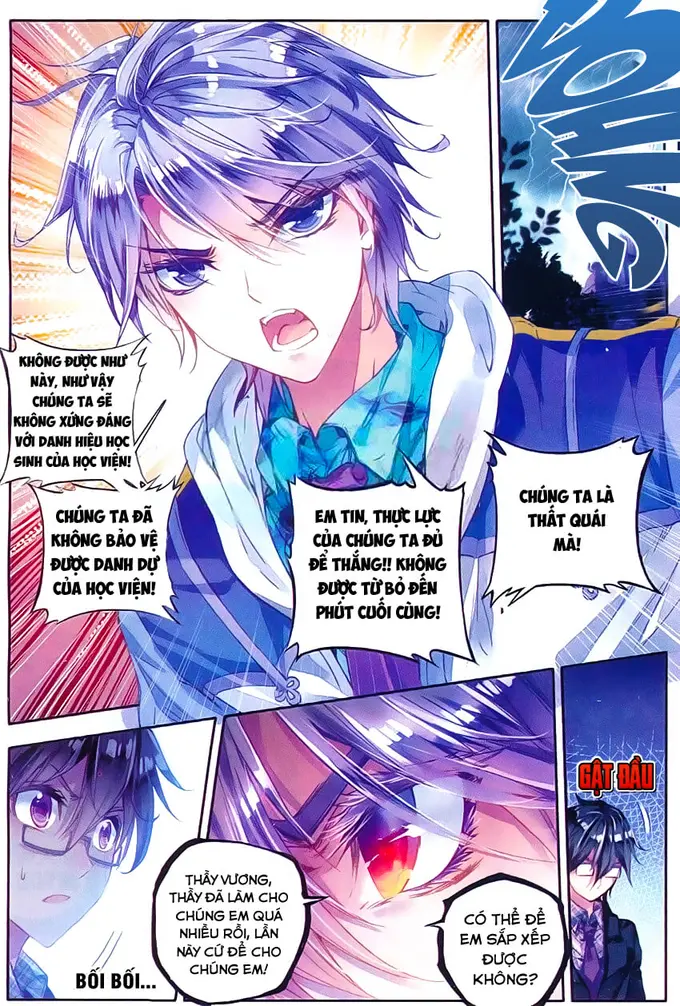 VOHNG
CHÚNG TA LÀ
THẤT QUÁI
MÀ!
EM TIN, THỰC LỰC
CỦA CHÚNG TA ĐỦ
ĐỂ THẮNG!! KHÔNG
ĐƯỢC TỪ BỎ ĐẾN
PHÚT CUỐI CÙNG!
KHÔNG ĐƯỢC NHƯ
NÀY, NHƯ VẬY
CHÚNG TA SẼ
KHÔNG XỨNG ĐÁNG
VỚI DANH HIỆU HỌC
SINH CỦA HỌC VIỆN!
CHÚNG TA ĐÃ
KHÔNG BẢO VỆ
ĐƯỢC DANH DỰ
CỦA HỌC VIỆN!
BỐI BỐI...
THẦY VƯƠNG,
THẦY ĐÃ LÀM CHO
CHÚNG EM QUÁ
NHIỀU RỒI, LẦN
NÀY CỨ ĐỂ CHO
CHÚNG EM!
CÓ THỂ ĐỂ
EM SẮP XẾP
ĐƯỢC
KHÔNG?
GẬT ĐẦU